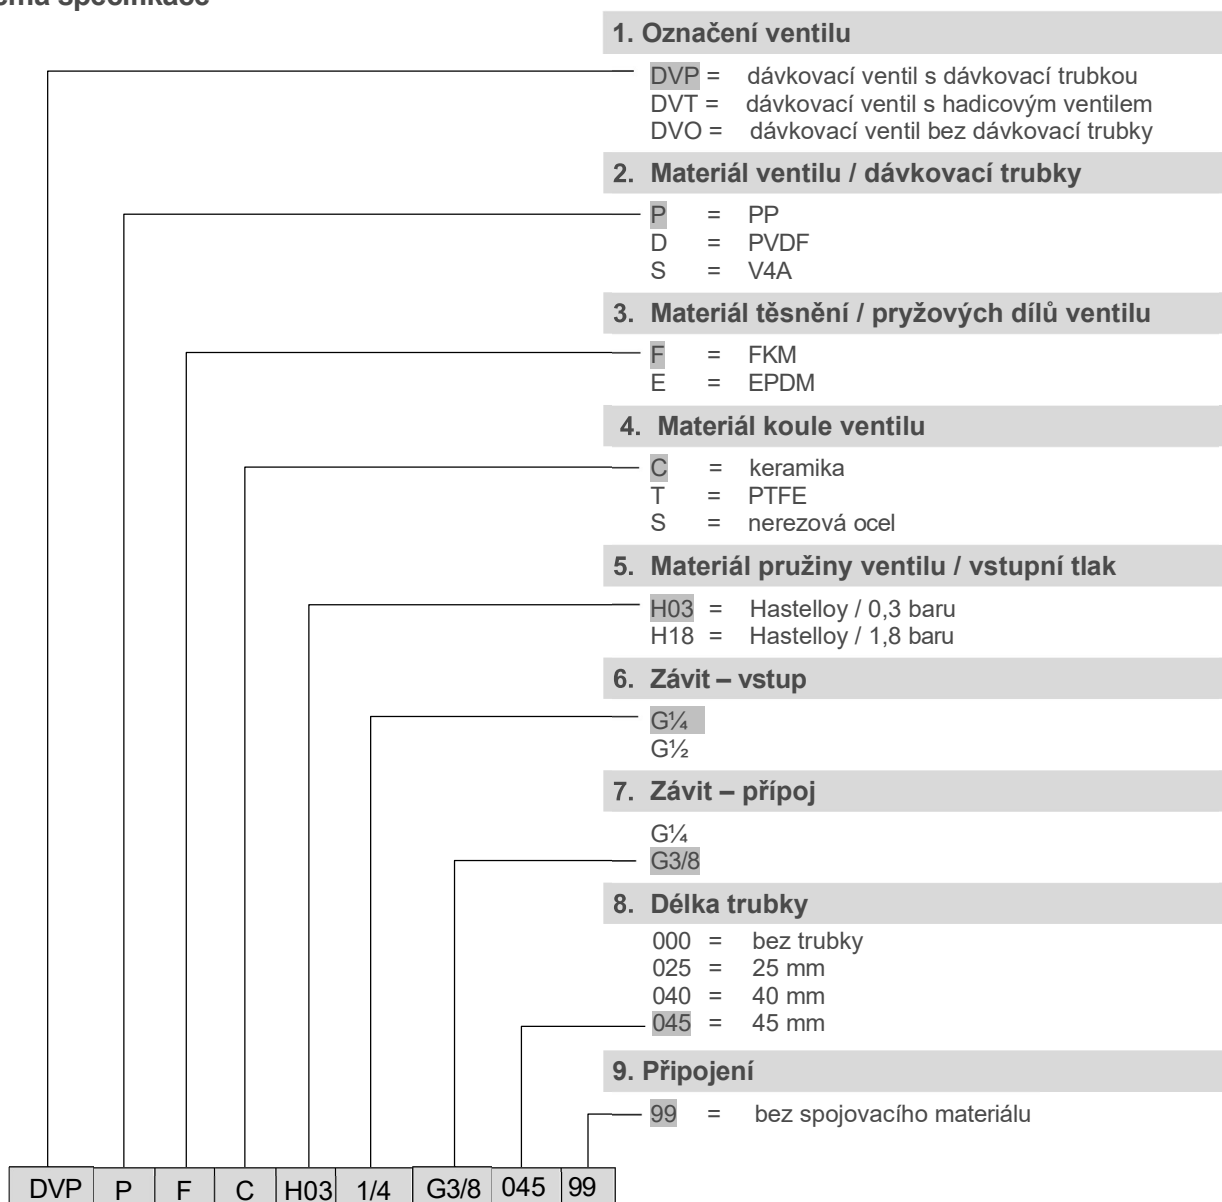 specifikace
1. Označení ventilu
DVP = dávkovací ventil s dávkovací trubkou
DVT = dávkovací ventil s hadicovým ventilem
DVO = dávkovací ventil bez dávkovací trubky
2. Materiál ventilu / dávkovací trubky
P = PP
D = PVDF
S = V4A
3. Materiál těsnění / pryžových dílů ventilu
F = FKM
E = EPDM
4. Materiál koule ventilu
C = keramika
T = PTFE
S = nerezová ocel
5. Materiál pružiny ventilu / vstupní tlak
H03 = Hastelloy / 0,3 baru
H18 = Hastelloy / 1,8 baru
6. Závit – vstup
G¼
G½
7. Závit – přípoj
G¼
G3/8
8. Délka trubky
000 = bez trubky
025 = 25 mm
040 = 40 mm
045 = 45 mm
9. Připojení
99 = bez spojovacího materiálu
DVP P F C H03 1/4 G3/8 045 99